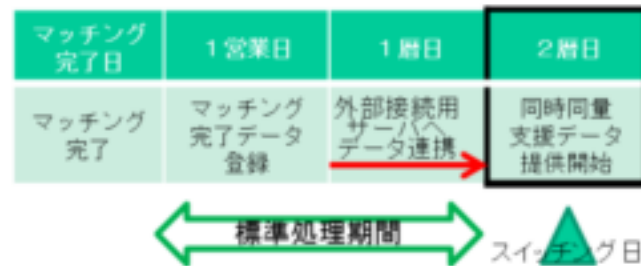 マッチング
完了日
1営業日
1暦日
2暦日
マッチング
完了
マッチング
完了データ
登録
外部接続用
サーバへ
データ連携
同時同量
支援データ
提供開始
標準処理期間
スイッチング日